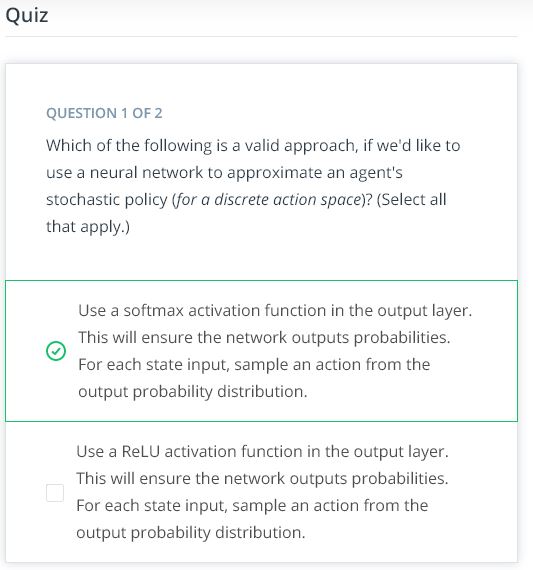 Quiz
QUESTION 1 OF 2
Which of the following is a valid approach, if we'd like to
use a neural network to approximate an agent's
stochastic policy (for a discrete action space)? (Select all
that apply.)
Use a softmax activation function in the output layer.
This will ensure the network outputs probabilities.
For each state input, sample an action from the
output probability distribution.
Use a ReLU activation function in the output layer.
This will ensure the network outputs probabilities.
For each state input, sample an action from the
output probability distribution.